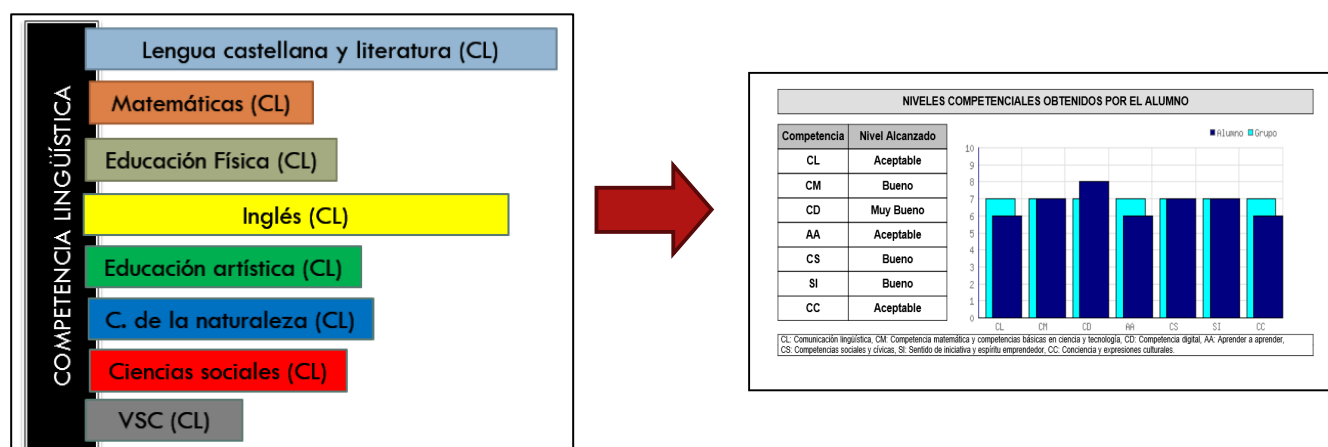 COMPETENCIA LINGÜÍSTICA
Lengua castellana y literatura (CL)
Matemáticas (CL)
Educación Física (CL)
Inglés (CL)
Educación artística (CL)
C. de la naturaleza (CL)
Ciencias sociales (CL)
VSC (CL)
NIVELES COMPETENCIALES OBTENIDOS POR EL ALUMNO
Competencia Nivel Alcanzado
CL Aceptable
CM Bueno
CD Muy Bueno
AA Aceptable
CS Bueno
SI Bueno
CC Aceptable
Alumno Grupo
10
9
8
7
6
5
4
3
2
1
0
CL CM CD AA CS SI CC
CL: Comunicación lingüística, CM: Competencia matemática y competencias básicas en ciencia y tecnología, CD: Competencia digital, AA: Aprender a aprender,
CS: Competencias sociales y cívicas, SI: Sentido de iniciativa y espíritu emprendedor, CC: Conciencia y expresiones culturales.